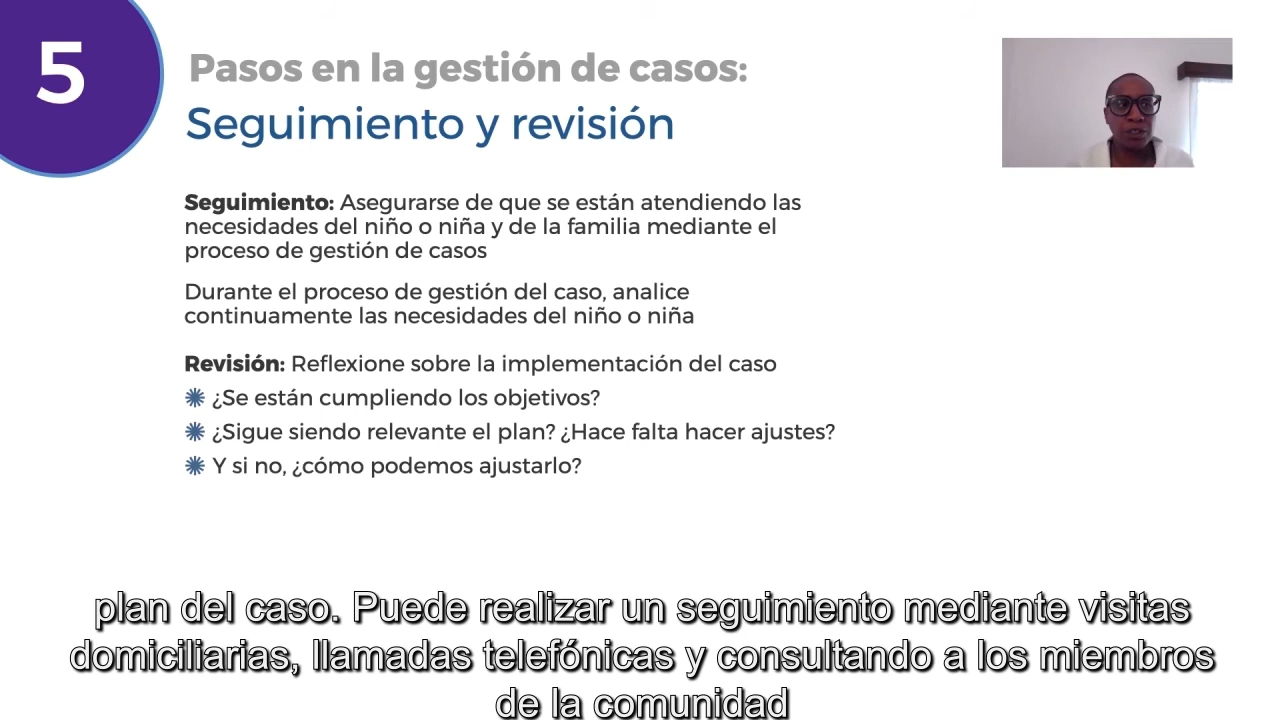 5
Pasos en la gestión de casos:
Seguimiento y revisión
Seguimiento: Asegurarse de que se están atendiendo las
necesidades del niño o niña y de la familia mediante el
proceso de gestión de casos
Durante el proceso de gestión del caso, analice
continuamente las necesidades del niño o niña
Revisión: Reflexione sobre la implementación del caso
¿Se están cumpliendo los objetivos?
¿Sigue siendo relevante el plan? ¿Hace falta hacer ajustes?
Y si no, ¿cómo podemos ajustarlo?
plan del caso. Puede realizar un seguimiento mediante visitas
domiciliarias, llamadas telefónicas y consultando a los miembros
de la comunidad